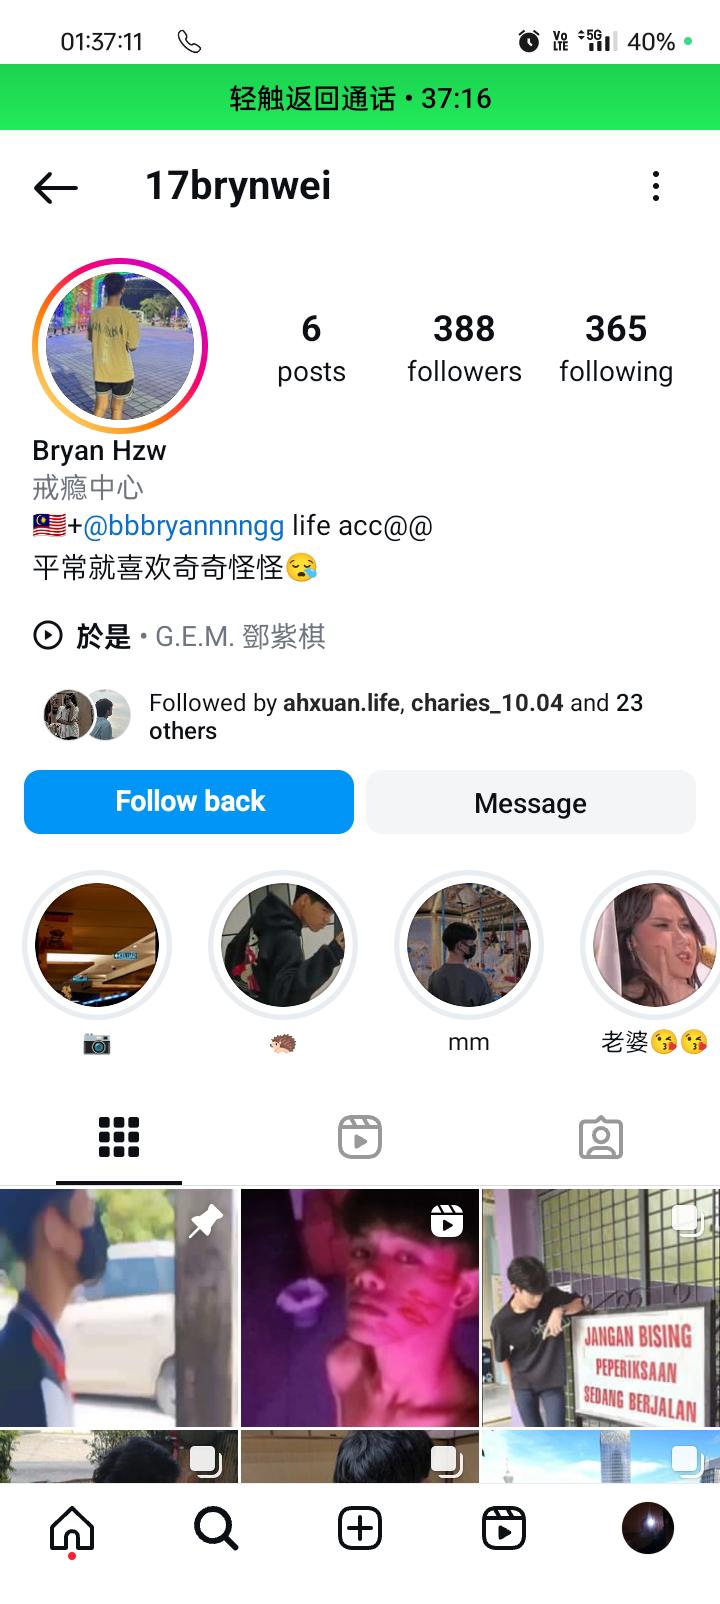 01:37:11
Vo LTE 5G 40%
轻触返回通话 • 37:16
17brynwei
6 388 365
posts followers following
Bryan Hzw
戒瘾中心
🇲🇾+@bbbryannnngg life acc@@
平常就喜欢奇奇怪怪😪
於是 • G.E.M. 鄧紫棋
Followed by ahxuan.life, charies_10.04 and 23
others
Follow back Message
📷 🦔 mm 老婆😘😘
JANGAN BISING
PEPERIKSAAN
SEDANG BERJALAN